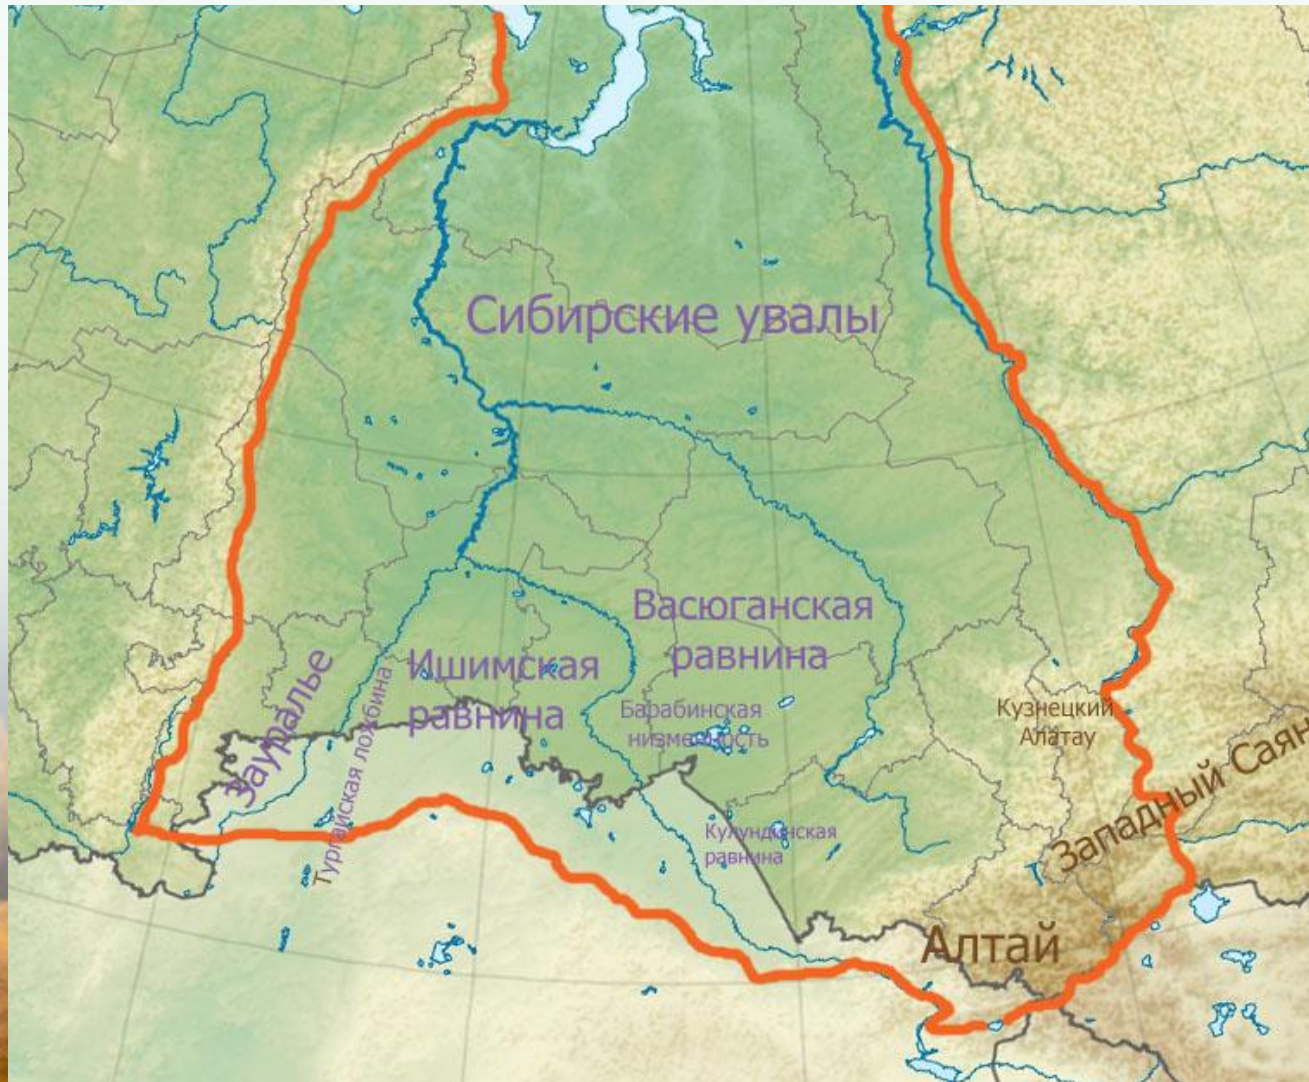 Сибирские увалы
Васюганская
равнина
Ишимская
равнина
Зауралье
Тургайская ложбина
Барабинская
низменность
Кузнецкий
Алатау
Западный Саян
Кулундинская
равнина
Алтай